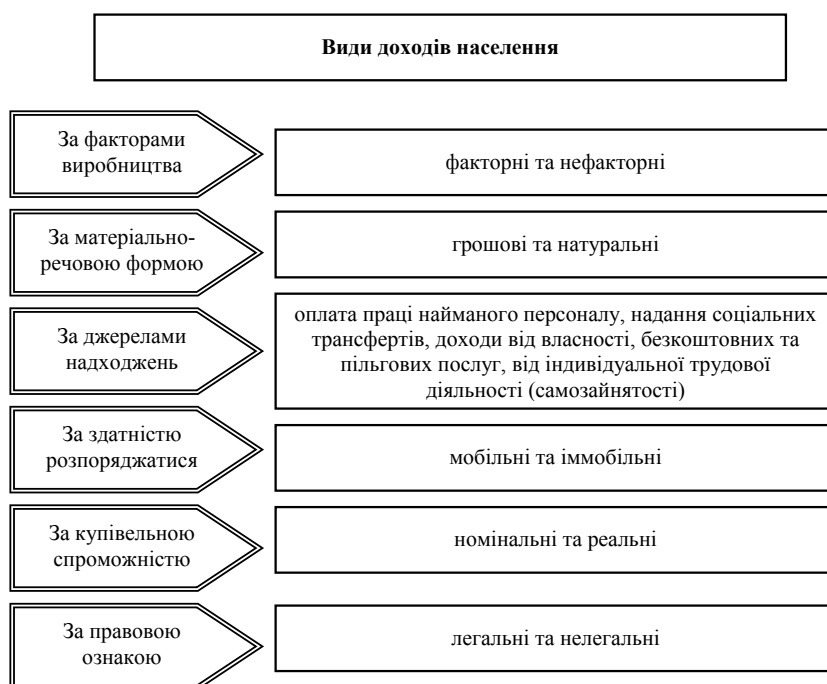 Види доходів населення
За факторами
виробництва
факторні та нефакторні
За матеріально-
речовою формою
грошові та натуральні
За джерелами
надходжень
оплата праці найманого персоналу, надання соціальних
трансфертів, доходи від власності, безкоштовних та
пільгових послуг, від індивідуальної трудової
діяльності (самозайнятості)
За здатністю
розпоряджатися
мобільні та іммобільні
За купівельною
спроможністю
номінальні та реальні
За правовою
ознакою
легальні та нелегальні